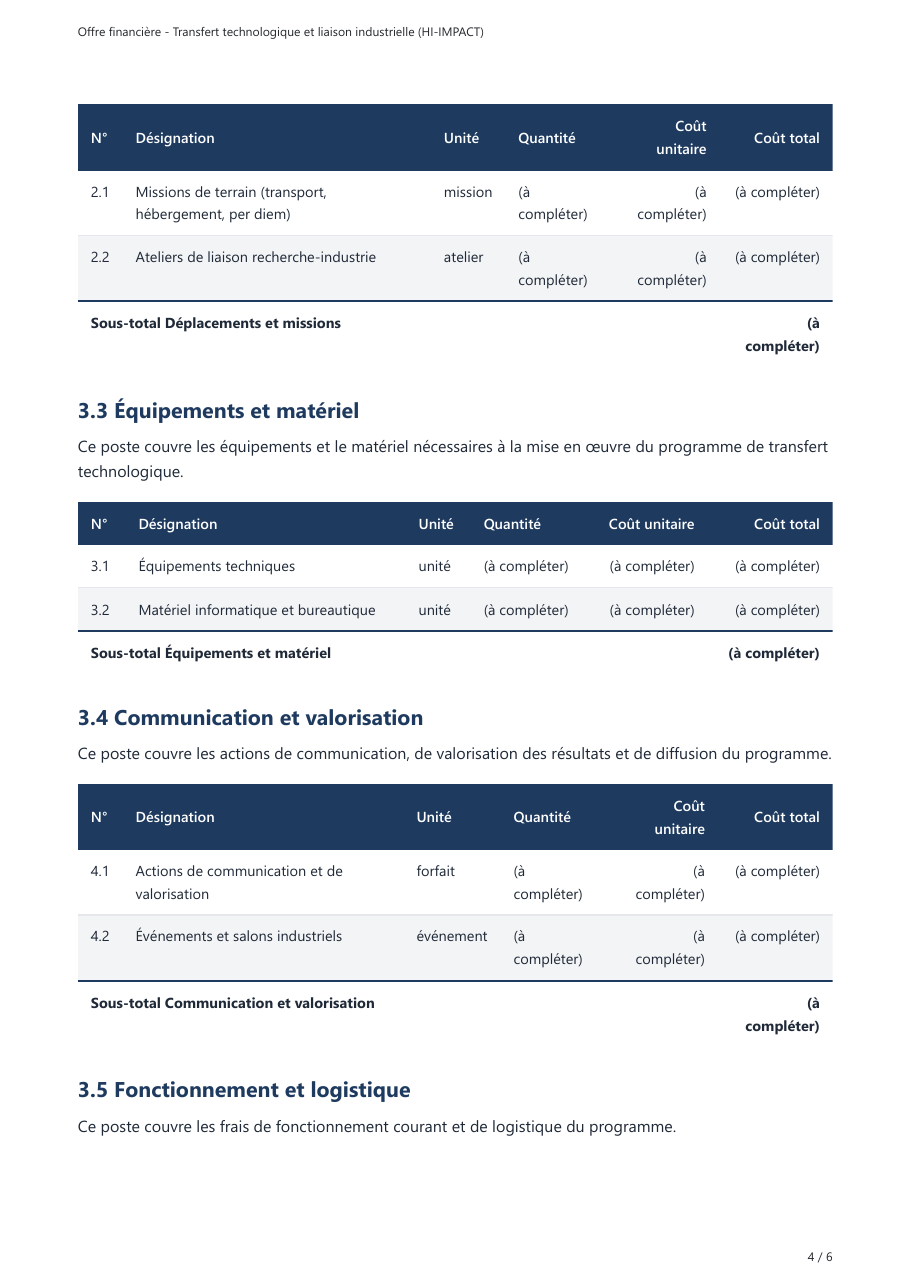 Offre financière - Transfert technologique et liaison industrielle (HI-IMPACT)
N° Désignation Unité Quantité Coût unitaire Coût total
2.1 Missions de terrain (transport, hébergement, per diem) mission (à compléter) (à compléter) (à compléter)
2.2 Ateliers de liaison recherche-industrie atelier (à compléter) (à compléter) (à compléter)
Sous-total Déplacements et missions (à compléter)
3.3 Équipements et matériel
Ce poste couvre les équipements et le matériel nécessaires à la mise en œuvre du programme de transfert
technologique.
N° Désignation Unité Quantité Coût unitaire Coût total
3.1 Équipements techniques unité (à compléter) (à compléter) (à compléter)
3.2 Matériel informatique et bureautique unité (à compléter) (à compléter) (à compléter)
Sous-total Équipements et matériel (à compléter)
3.4 Communication et valorisation
Ce poste couvre les actions de communication, de valorisation des résultats et de diffusion du programme.
N° Désignation Unité Quantité Coût unitaire Coût total
4.1 Actions de communication et de valorisation forfait (à compléter) (à compléter) (à compléter)
4.2 Événements et salons industriels événement (à compléter) (à compléter) (à compléter)
Sous-total Communication et valorisation (à compléter)
3.5 Fonctionnement et logistique
Ce poste couvre les frais de fonctionnement courant et de logistique du programme.
4 / 6